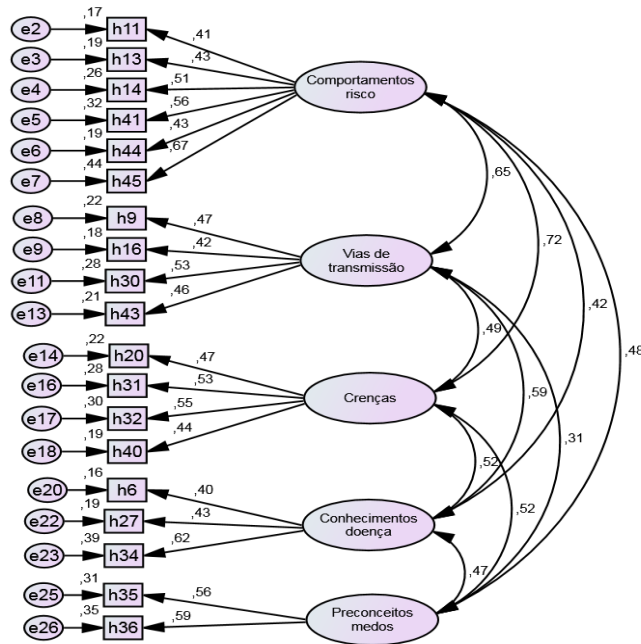 ,17
e2 h11 ,41
,19
e3 h13 ,43
,26
e4 h14 ,51
,32
e5 h41 ,56
,19
e6 h44 ,43
,44
e7 h45 ,67
Comportamentos
risco
,22
e8 h9 ,47
,18
e9 h16 ,42
,28
e11 h30 ,53
,21
e13 h43 ,46
Vias de
transmissão
,22
e14 h20 ,47
,28
e16 h31 ,53
,30
e17 h32 ,55
,19
e18 h40 ,44
Crenças
,16
e20 h6 ,40
,19
e22 h27 ,43
,39
e23 h34 ,62
Conhecimentos
doença
,31
e25 h35 ,56
,35
e26 h36 ,59
Preconceitos
medos
,65
,72
,42
,48
,49
,59
,31
,52
,52
,47